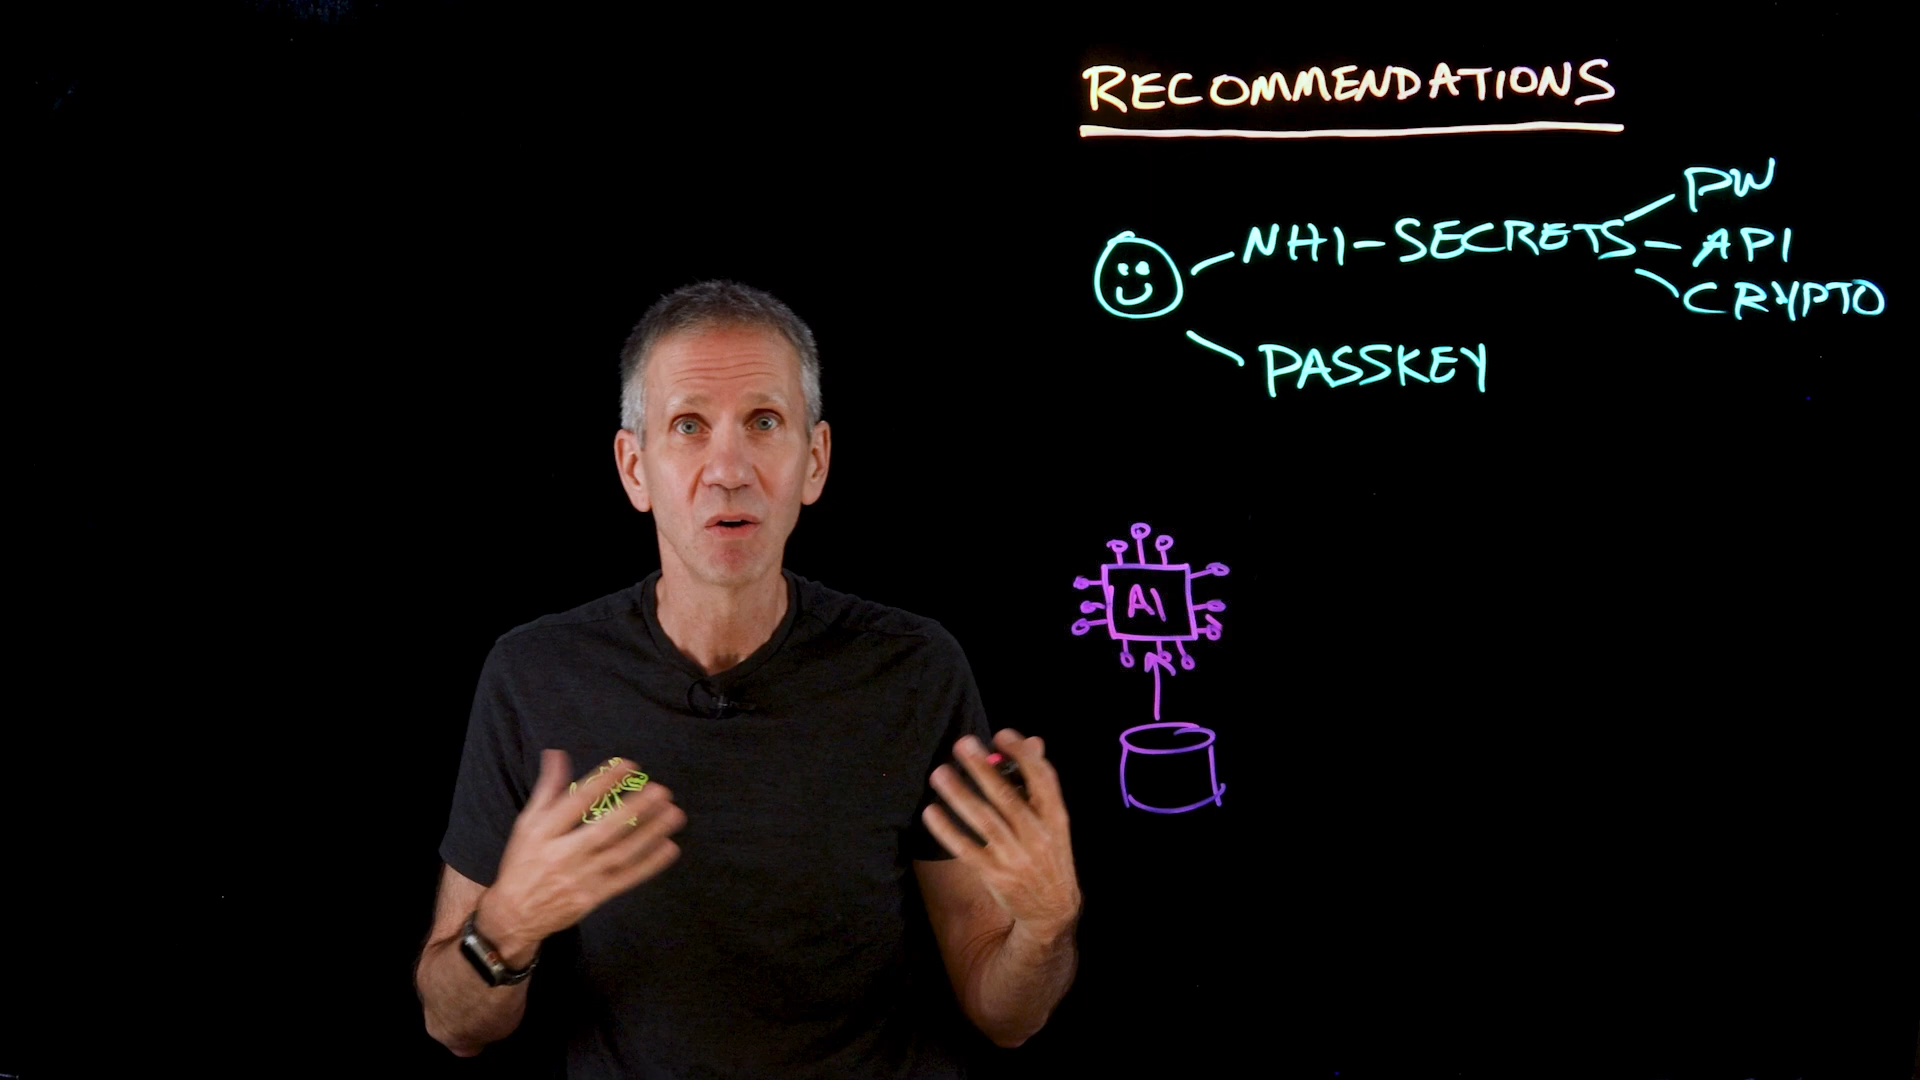 RECOMMENDATIONS
PW
NHI-SECRETS
API
CRYPTO
PASSKEY
AI